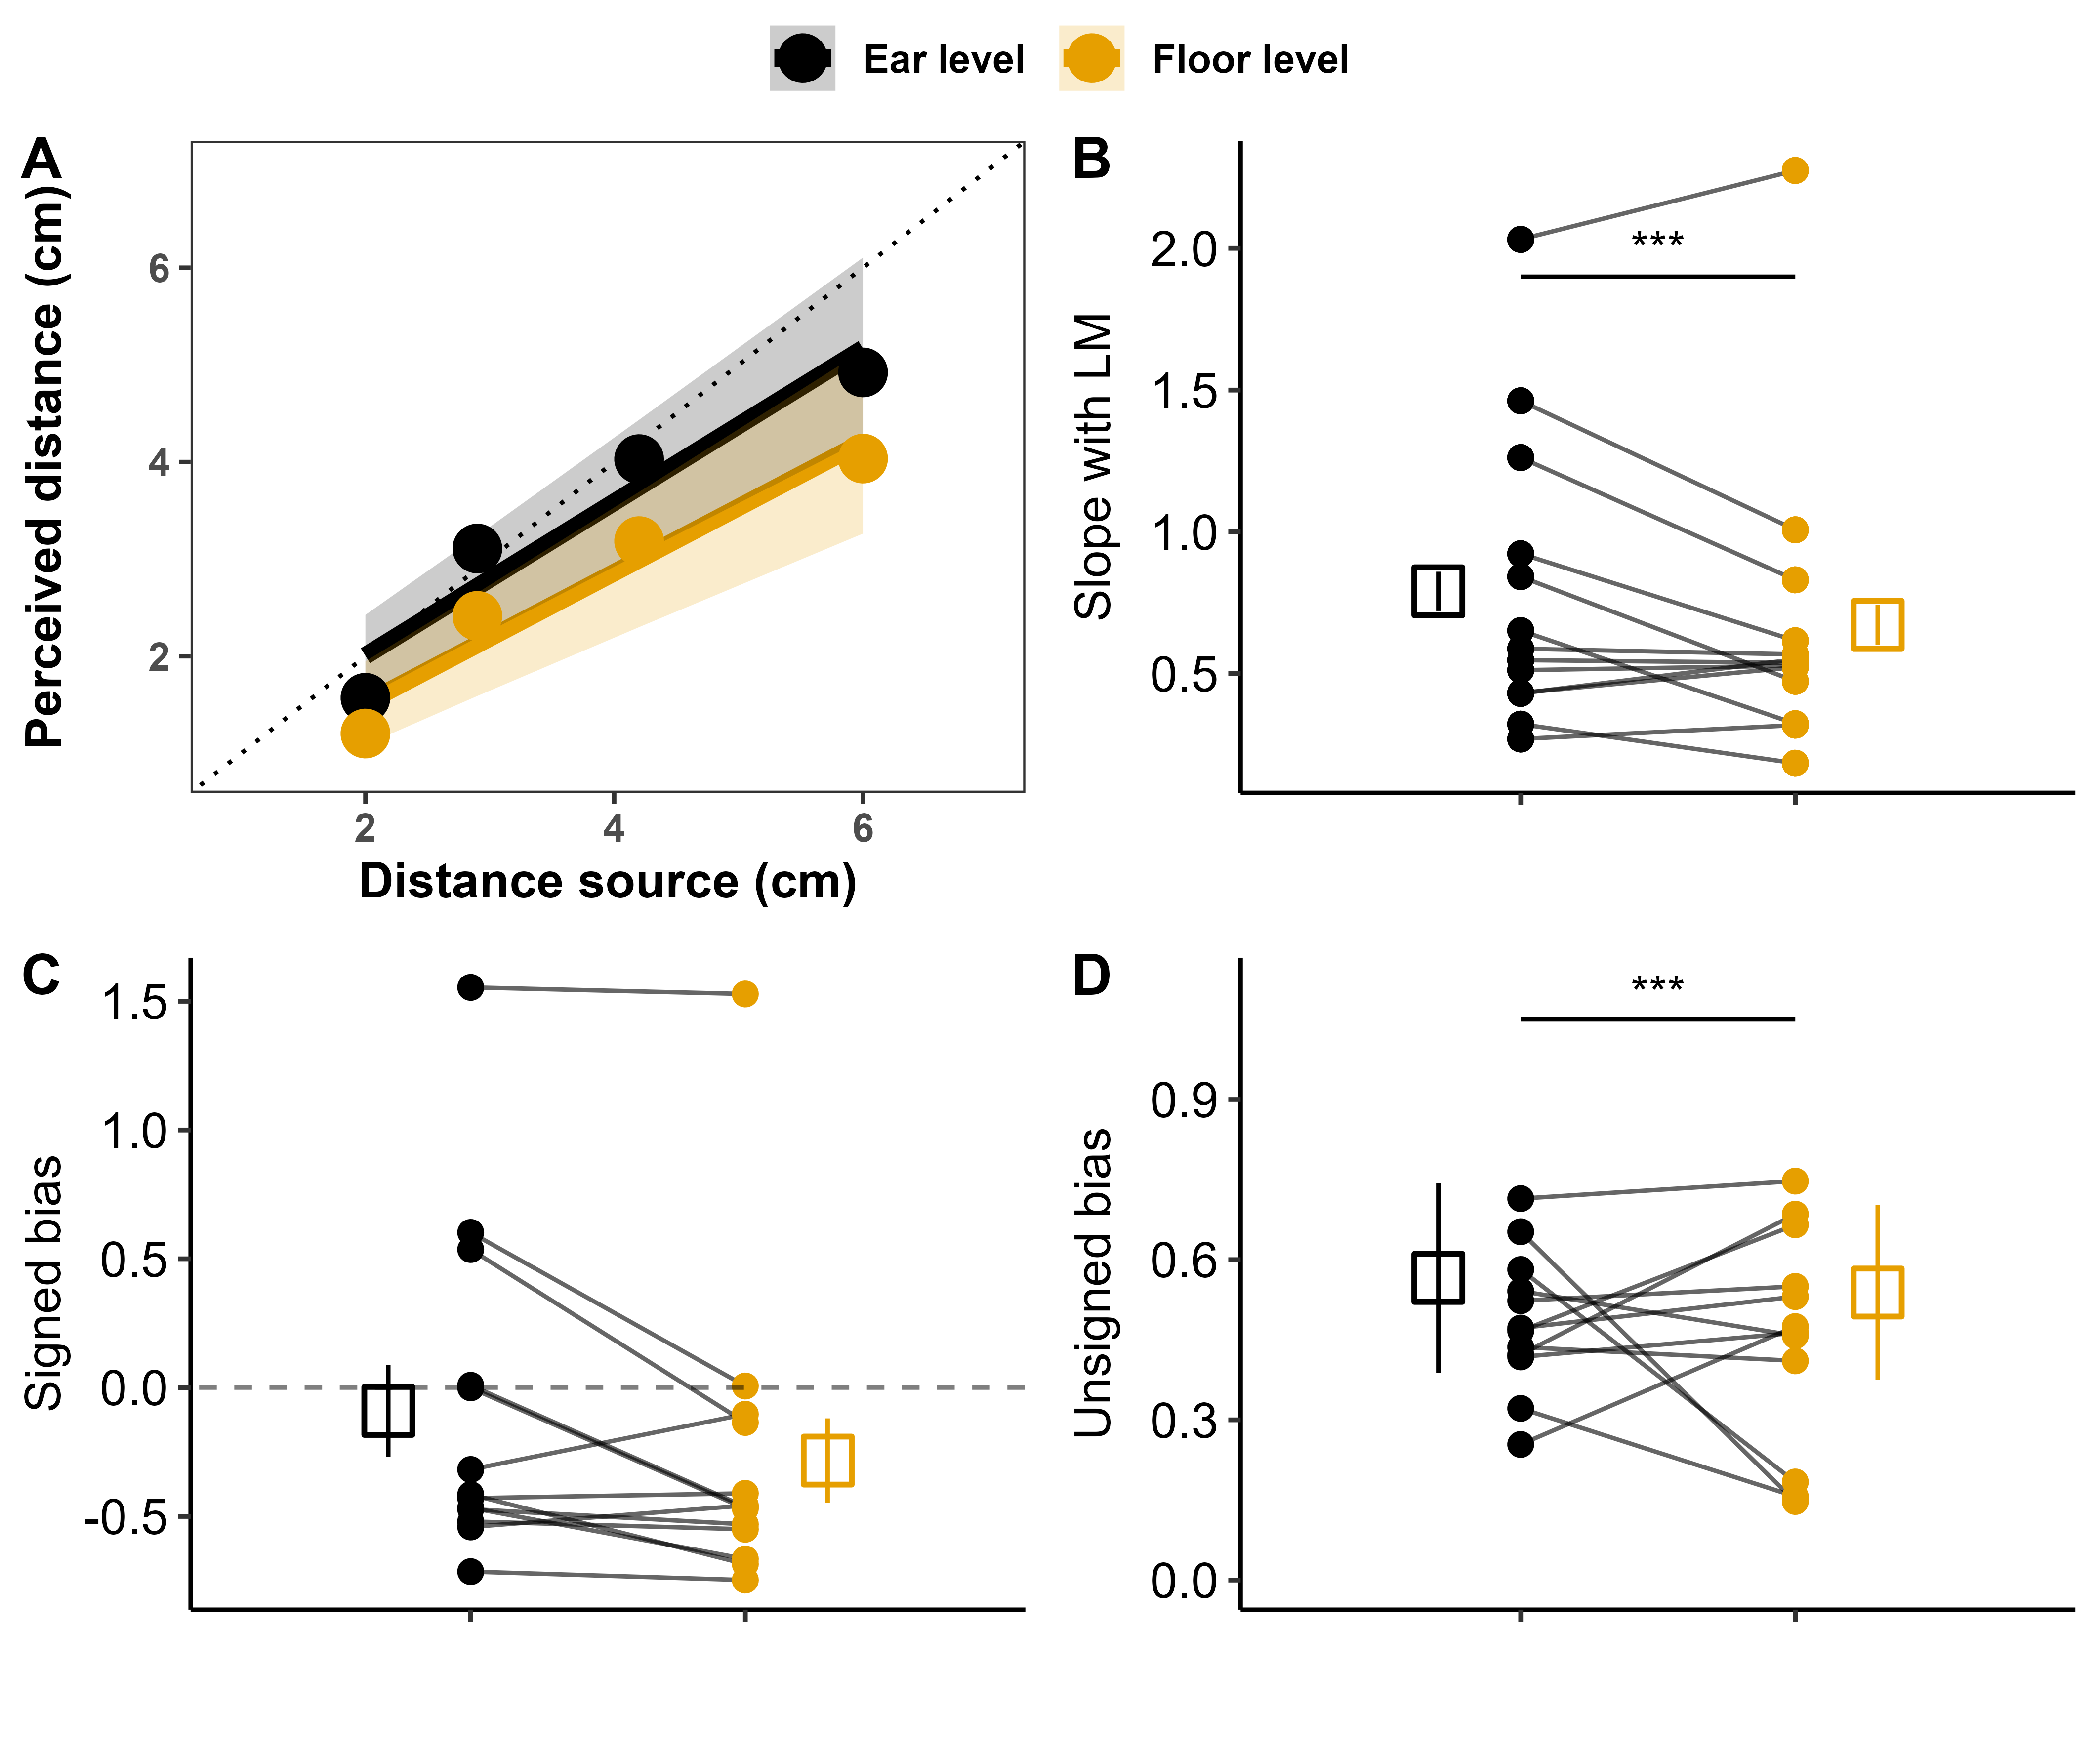 Ear level
Floor level
A
Perceived distance (cm)
6
4
2
2
4
6
Distance source (cm)
B
Slope with LM
2.0
1.5
1.0
0.5
***
C
Signed bias
1.5
1.0
0.5
0.0
-0.5
D
Unsigned bias
0.9
0.6
0.3
0.0
***